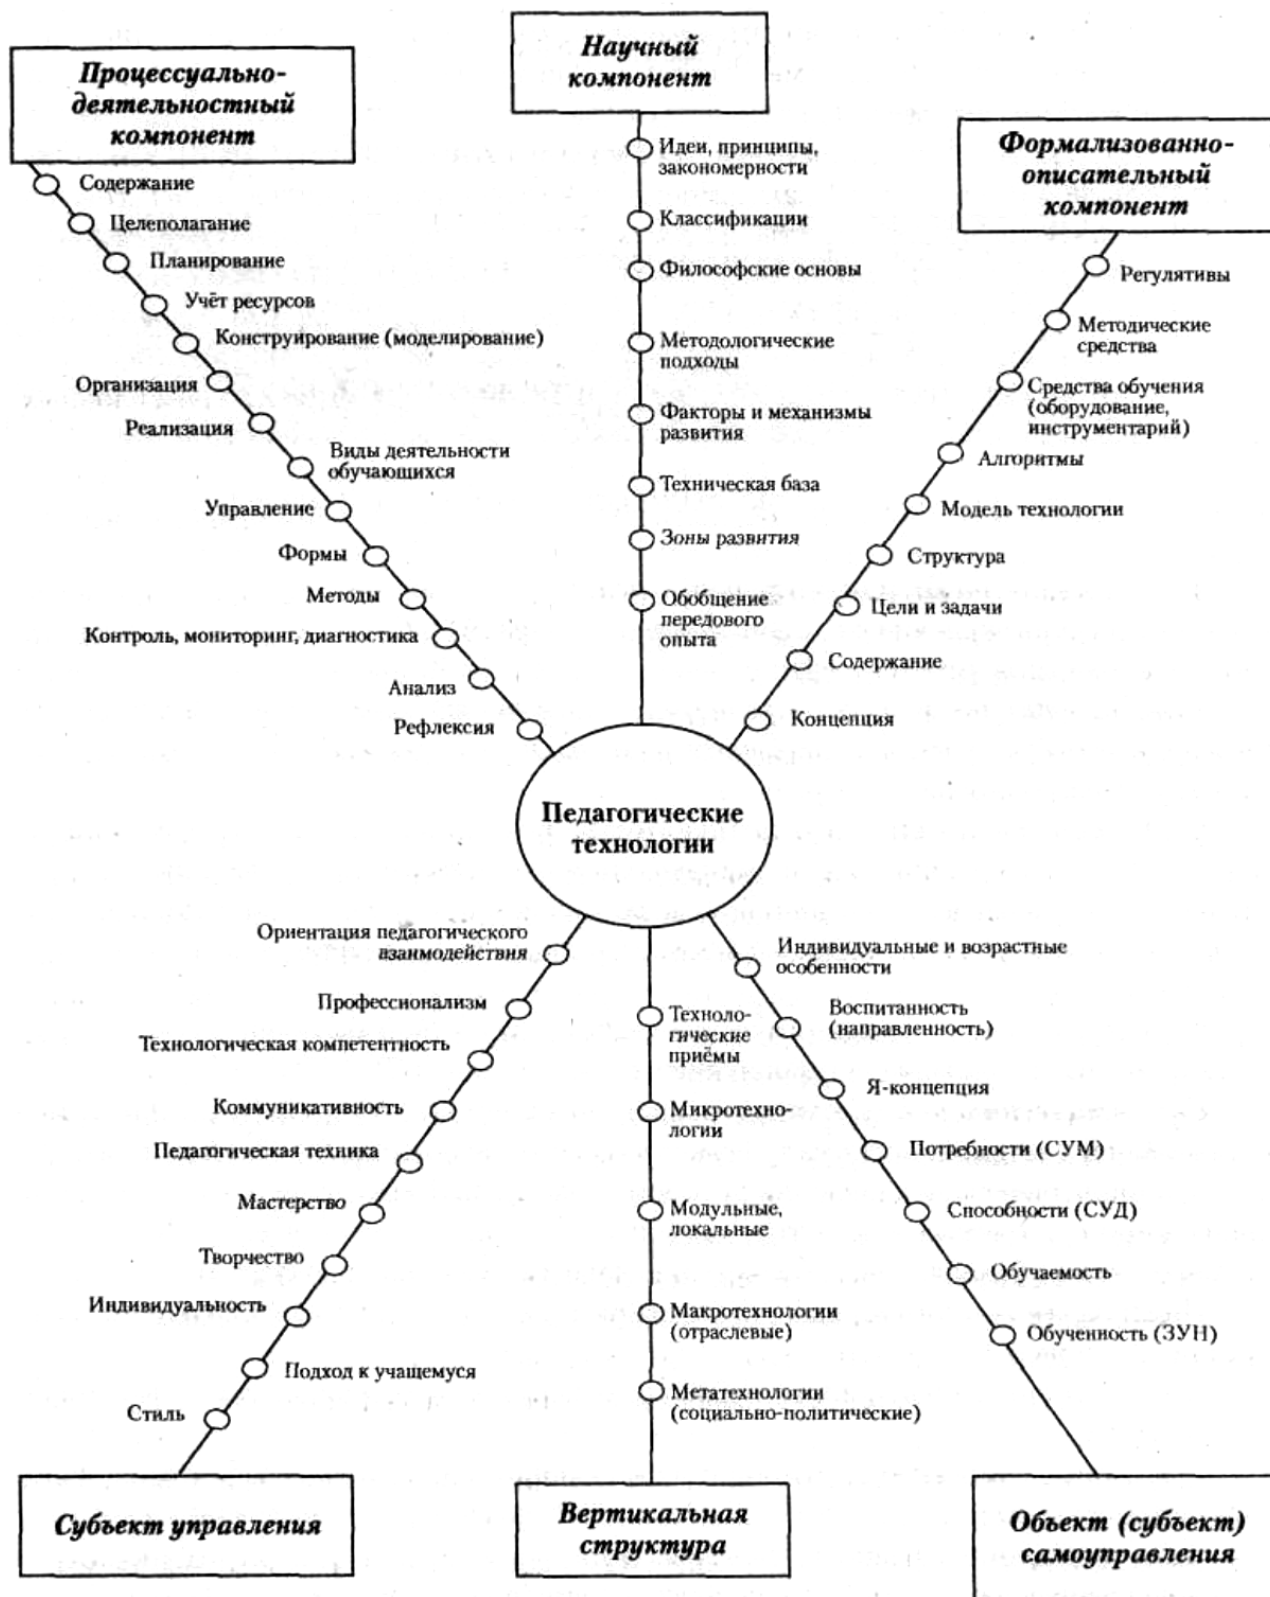 Процессуально-
деятельностный
компонент
Содержание
Целеполагание
Планирование
Учёт ресурсов
Конструирование (моделирование)
Организация
Реализация
Виды деятельности
обучающихся
Управление
Формы
Методы
Контроль, мониторинг, диагностика
Анализ
Рефлексия
Научный
компонент
Идеи, принципы,
закономерности
Классификации
Философские основы
Методологические
подходы
Факторы и механизмы
развития
Техническая база
Зоны развития
Обобщение
передового
опыта
Формализованно-
описательный
компонент
Регулятивы
Методические
средства
Средства обучения
(оборудование,
инструментарий)
Алгоритмы
Модель технологии
Структура
Цели и задачи
Содержание
Концепция
Педагогические
технологии
Ориентация педагогического
взаимодействия
Профессионализм
Технологическая компетентность
Коммуникативность
Педагогическая техника
Мастерство
Творчество
Индивидуальность
Подход к учащемуся
Стиль
Субъект управления
Техноло-
гические
приёмы
Микротехно-
логии
Модульные,
локальные
Макротехнологии
(отраслевые)
Метатехнологии
(социально-политические)
Вертикальная
структура
Индивидуальные и возрастные
особенности
Воспитанность
(направленность)
Я-концепция
Потребности (СУМ)
Способности (СУД)
Обучаемость
Обученность (ЗУН)
Объект (субъект)
самоуправления